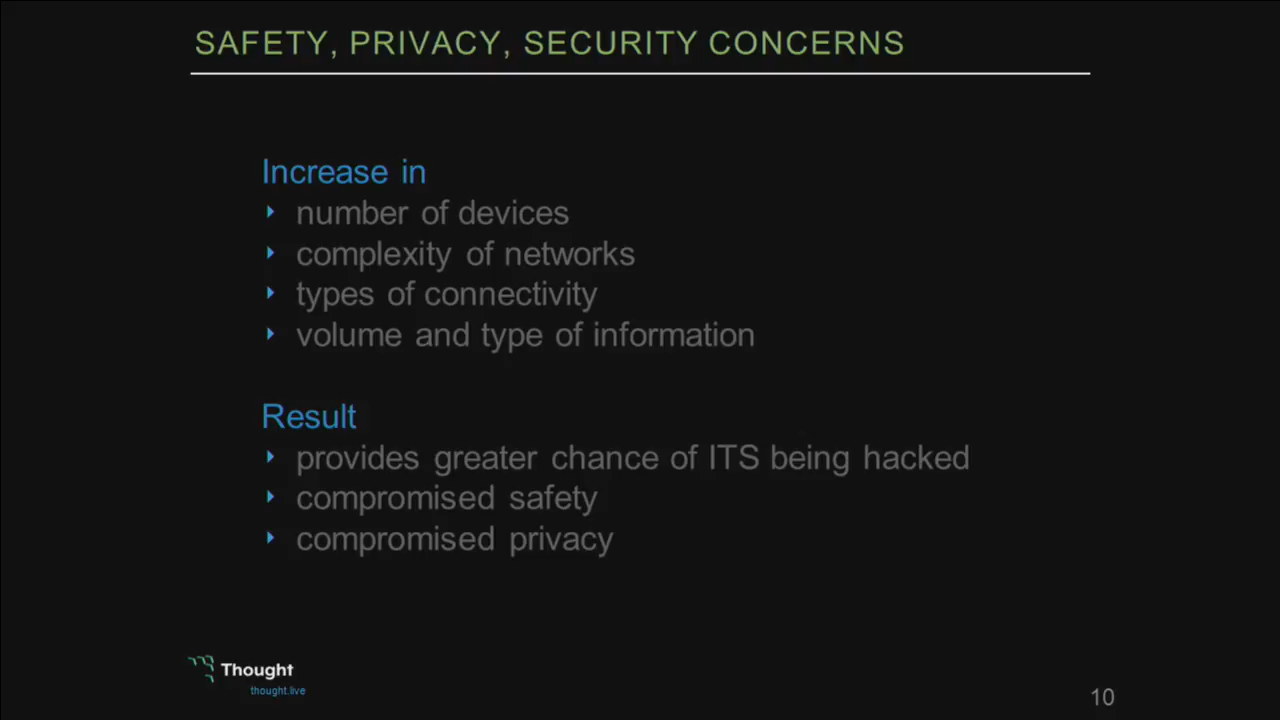 SAFETY, PRIVACY, SECURITY CONCERNS
Increase in
number of devices
complexity of networks
types of connectivity
volume and type of information
Result
provides greater chance of ITS being hacked
compromised safety
compromised privacy
Thought
thought.live
10